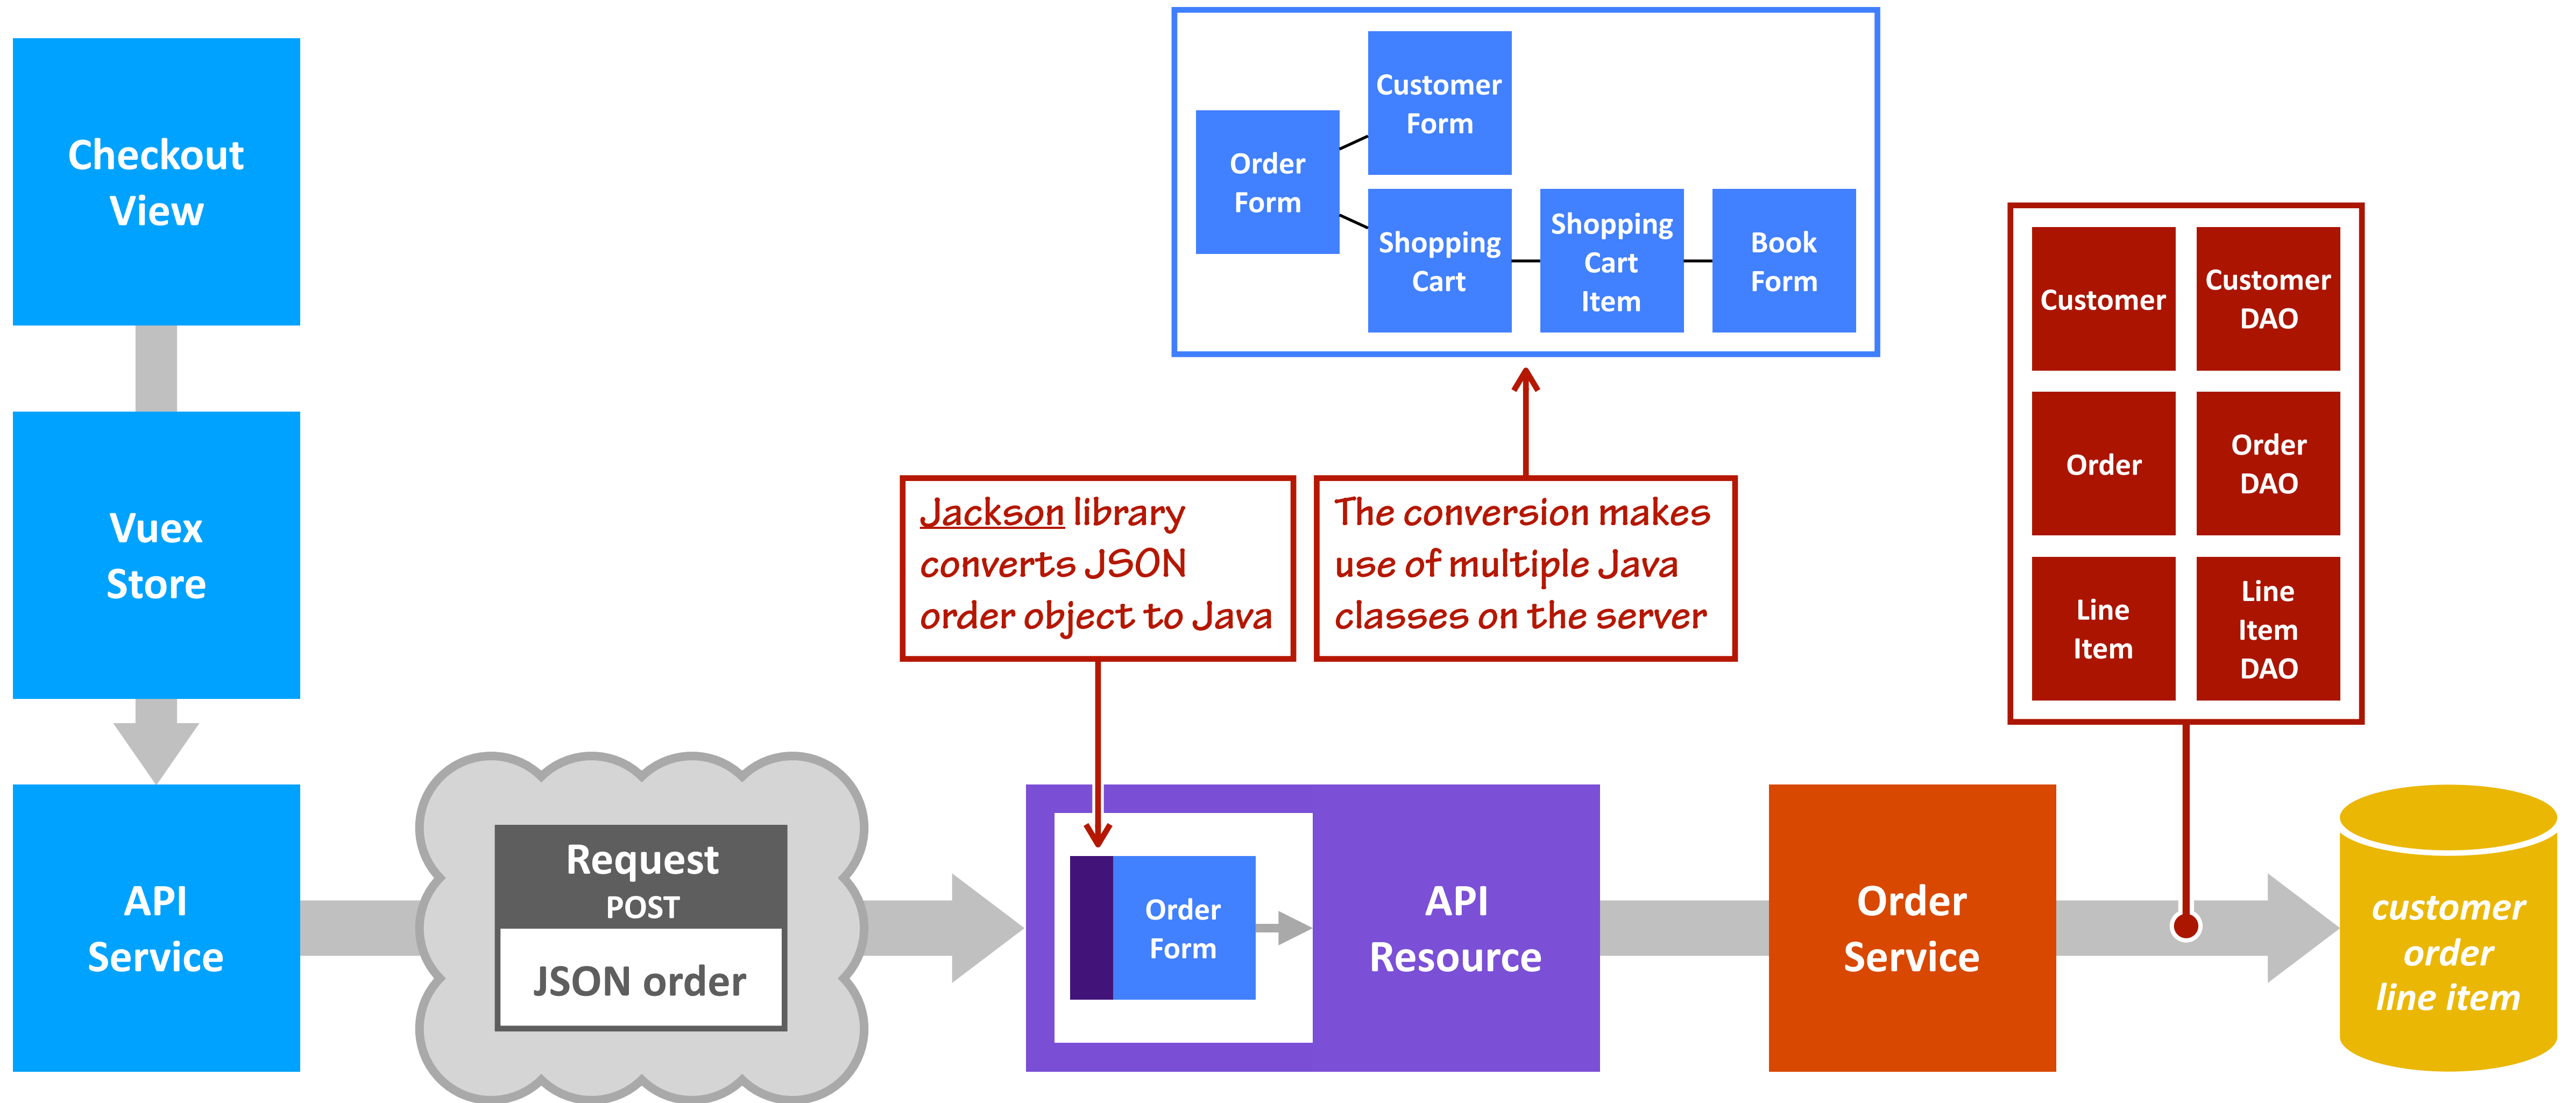 Checkout
View
Vuex
Store
API
Service
Request
POST
JSON order
Jackson library
converts JSON
order object to Java
The conversion makes
use of multiple Java
classes on the server
Order
Form
Customer
Form
Shopping
Cart
Shopping
Cart
Item
Book
Form
Order
Form
API
Resource
Order
Service
Customer
Customer
DAO
Order
Order
DAO
Line
Item
Line
Item
DAO
customer
order
line item